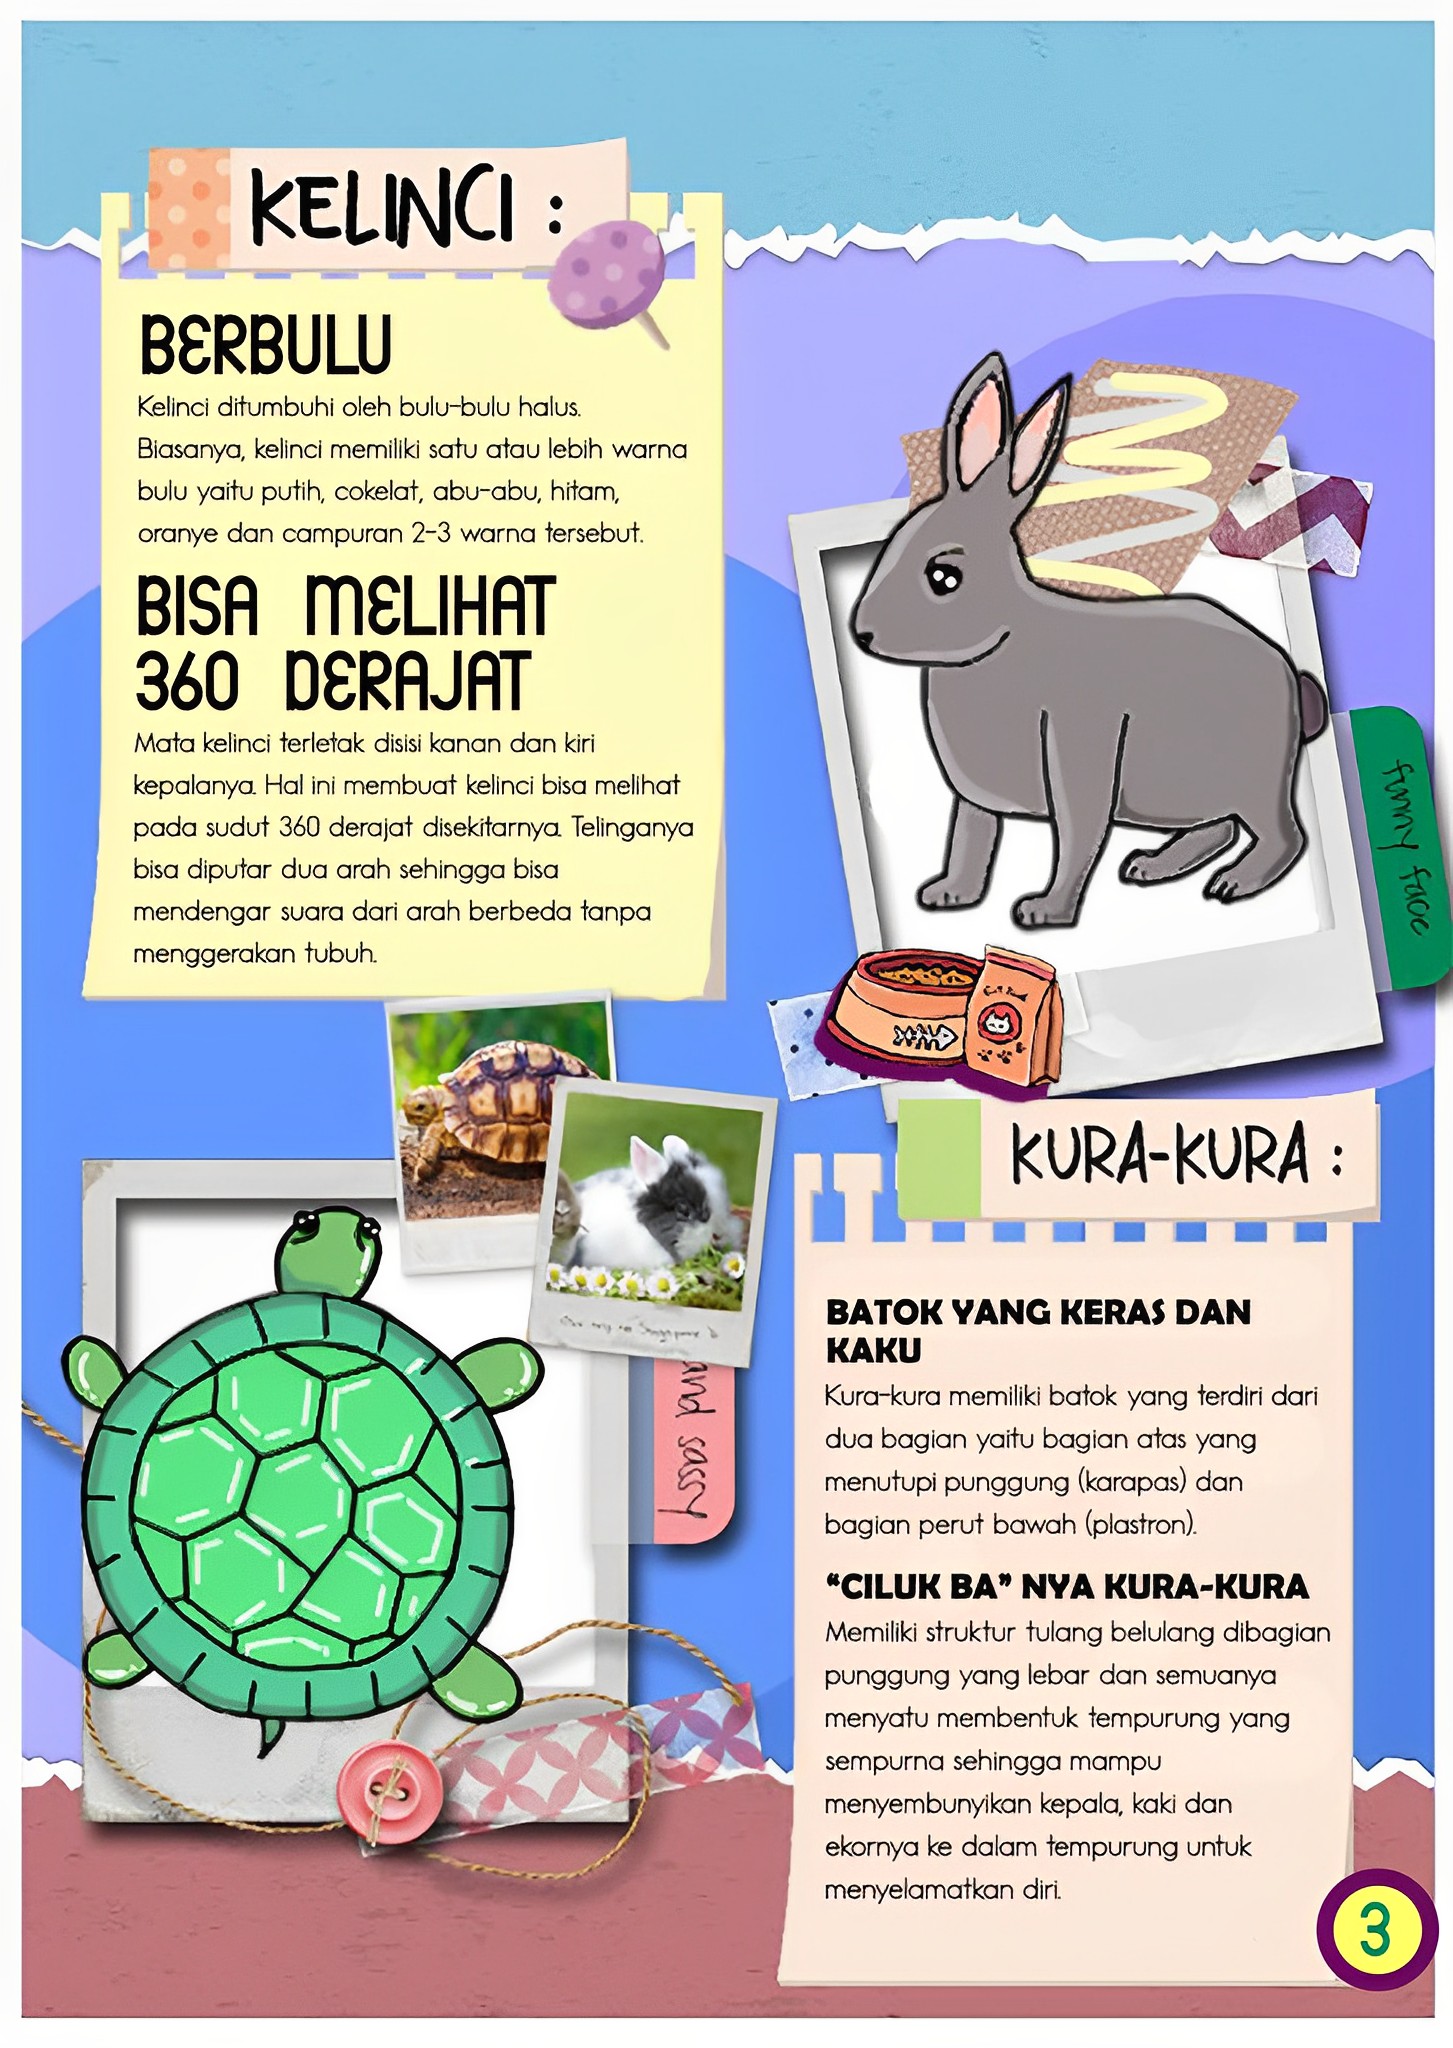 KELINCI :
BERBULU
Kelinci ditumbuhi oleh bulu-bulu halus.
Biasanya, kelinci memiliki satu atau lebih warna
bulu yaitu putih, cokelat, abu-abu, hitam,
oranye dan campuran 2-3 warna tersebut.
BISA MELIHAT
360 DERAJAT
Mata kelinci terletak disisi kanan dan kiri
kepalanya. Hal ini membuat kelinci bisa melihat
pada sudut 360 derajat disekitarnya. Telinganya
bisa diputar dua arah sehingga bisa
mendengar suara dari arah berbeda tanpa
menggerakan tubuh.
funny face
and sassy
KURA-KURA :
BATOK YANG KERAS DAN
KAKU
Kura-kura memiliki batok yang terdiri dari
dua bagian yaitu bagian atas yang
menutupi punggung (karapas) dan
bagian perut bawah (plastron).
“CILUK BA” NYA KURA-KURA
Memiliki struktur tulang belulang dibagian
punggung yang lebar dan semuanya
menyatu membentuk tempurung yang
sempurna sehingga mampu
menyembunyikan kepala, kaki dan
ekornya ke dalam tempurung untuk
menyelamatkan diri.
3